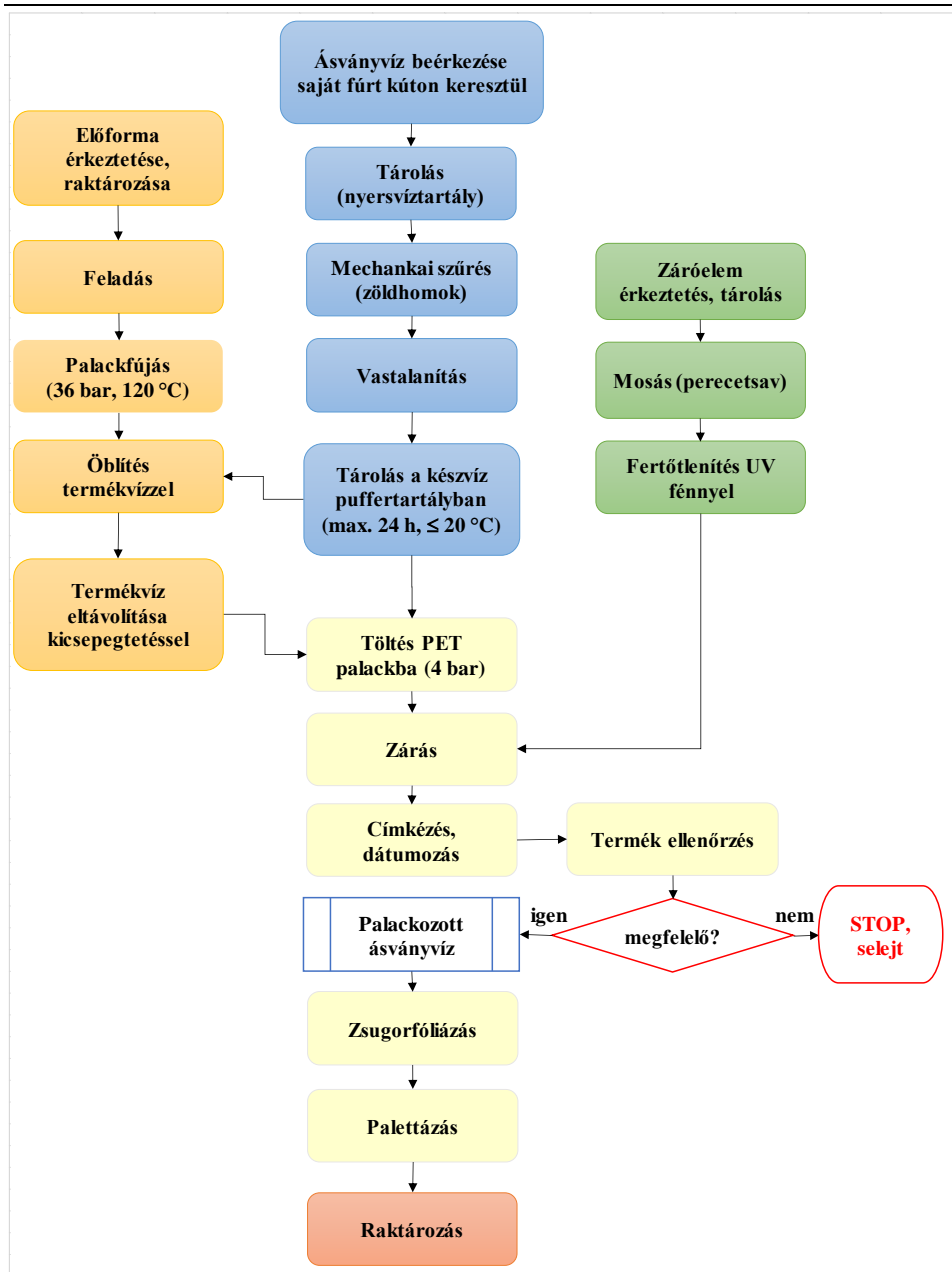 Ásványvíz beérkezése
saját fúrt kúton keresztül
Előforma
érkeztetése,
raktározása
Tárolás
(nyersvíztartály)
Feladás
Mechankai szűrés
(zöldhomok)
Záróelem
érkeztetés, tárolás
Palackfújás
(36 bar, 120 °C)
Vastalanítás
Mosás (perecetsav)
Öblítés
termékvízzel
Tárolás a készvíz
puffertartályban
(max. 24 h, ≤ 20 °C)
Fertőtlenítés UV
fénnyel
Termékvíz
eltávolítása
kicsepegtetéssel
Töltés PET
palackba (4 bar)
Zárás
Címkézés,
dátumozás
Termék ellenőrzés
Palackozott
ásványvíz
igen
megfelelő?
nem
STOP,
selejt
Zsugorfóliázás
Palettázás
Raktározás